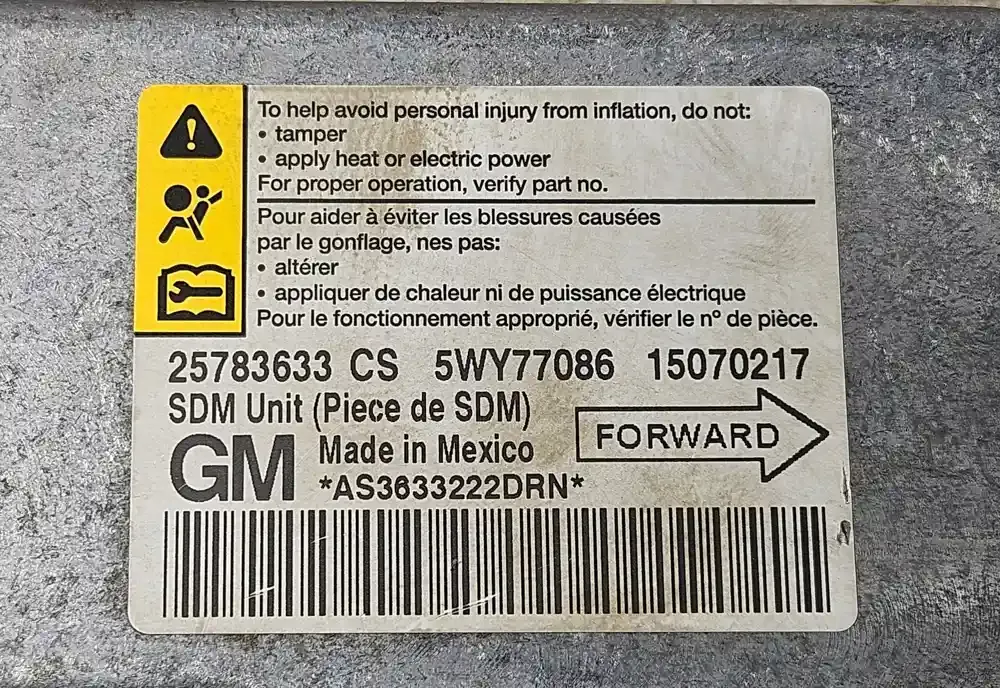 To help avoid personal injury from inflation, do not:
• tamper
• apply heat or electric power
For proper operation, verify part no.
Pour aider à éviter les blessures causées
par le gonflage, nes pas:
• altérer
• appliquer de chaleur ni de puissance électrique
Pour le fonctionnement approprié, vérifier le nº de pièce.
25783633 CS 5WY77086 15070217
SDM Unit (Piece de SDM)
GM Made in Mexico
FORWARD
*AS3633222DRN*